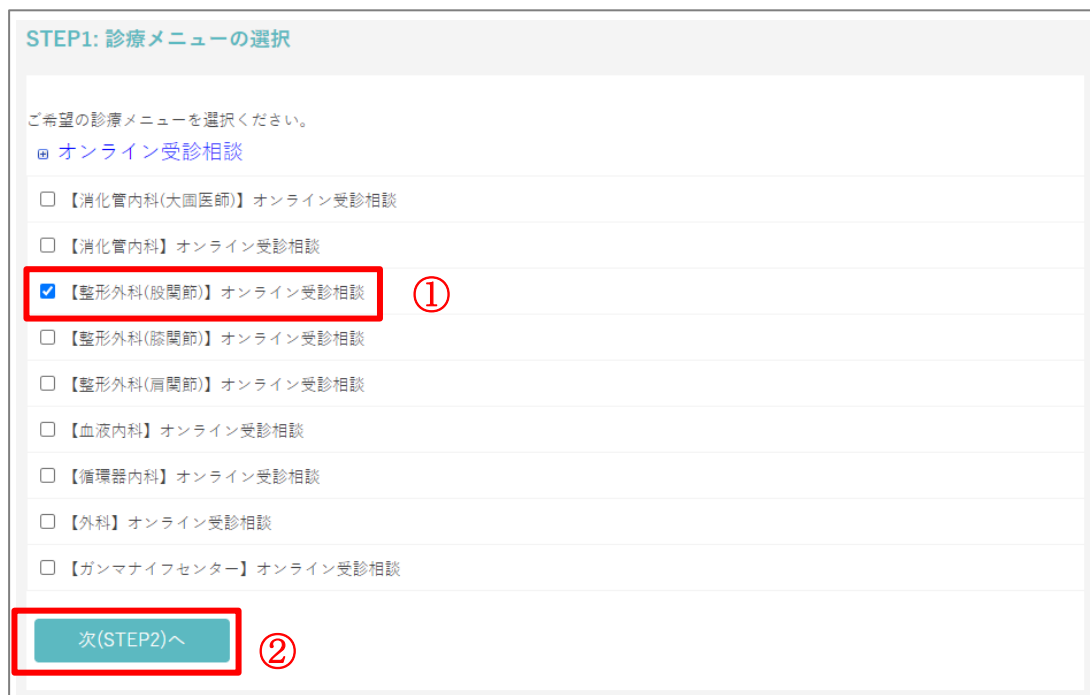 STEP1: 診療メニューの選択
ご希望の診療メニューを選択ください。
オンライン受診相談
【消化管内科(大圃医師)】オンライン受診相談
【消化管内科】オンライン受診相談
【整形外科(股関節)】オンライン受診相談 ①
【整形外科(膝関節)】オンライン受診相談
【整形外科(肩関節)】オンライン受診相談
【血液内科】オンライン受診相談
【循環器内科】オンライン受診相談
【外科】オンライン受診相談
【ガンマナイフセンター】オンライン受診相談
次(STEP2)へ ②